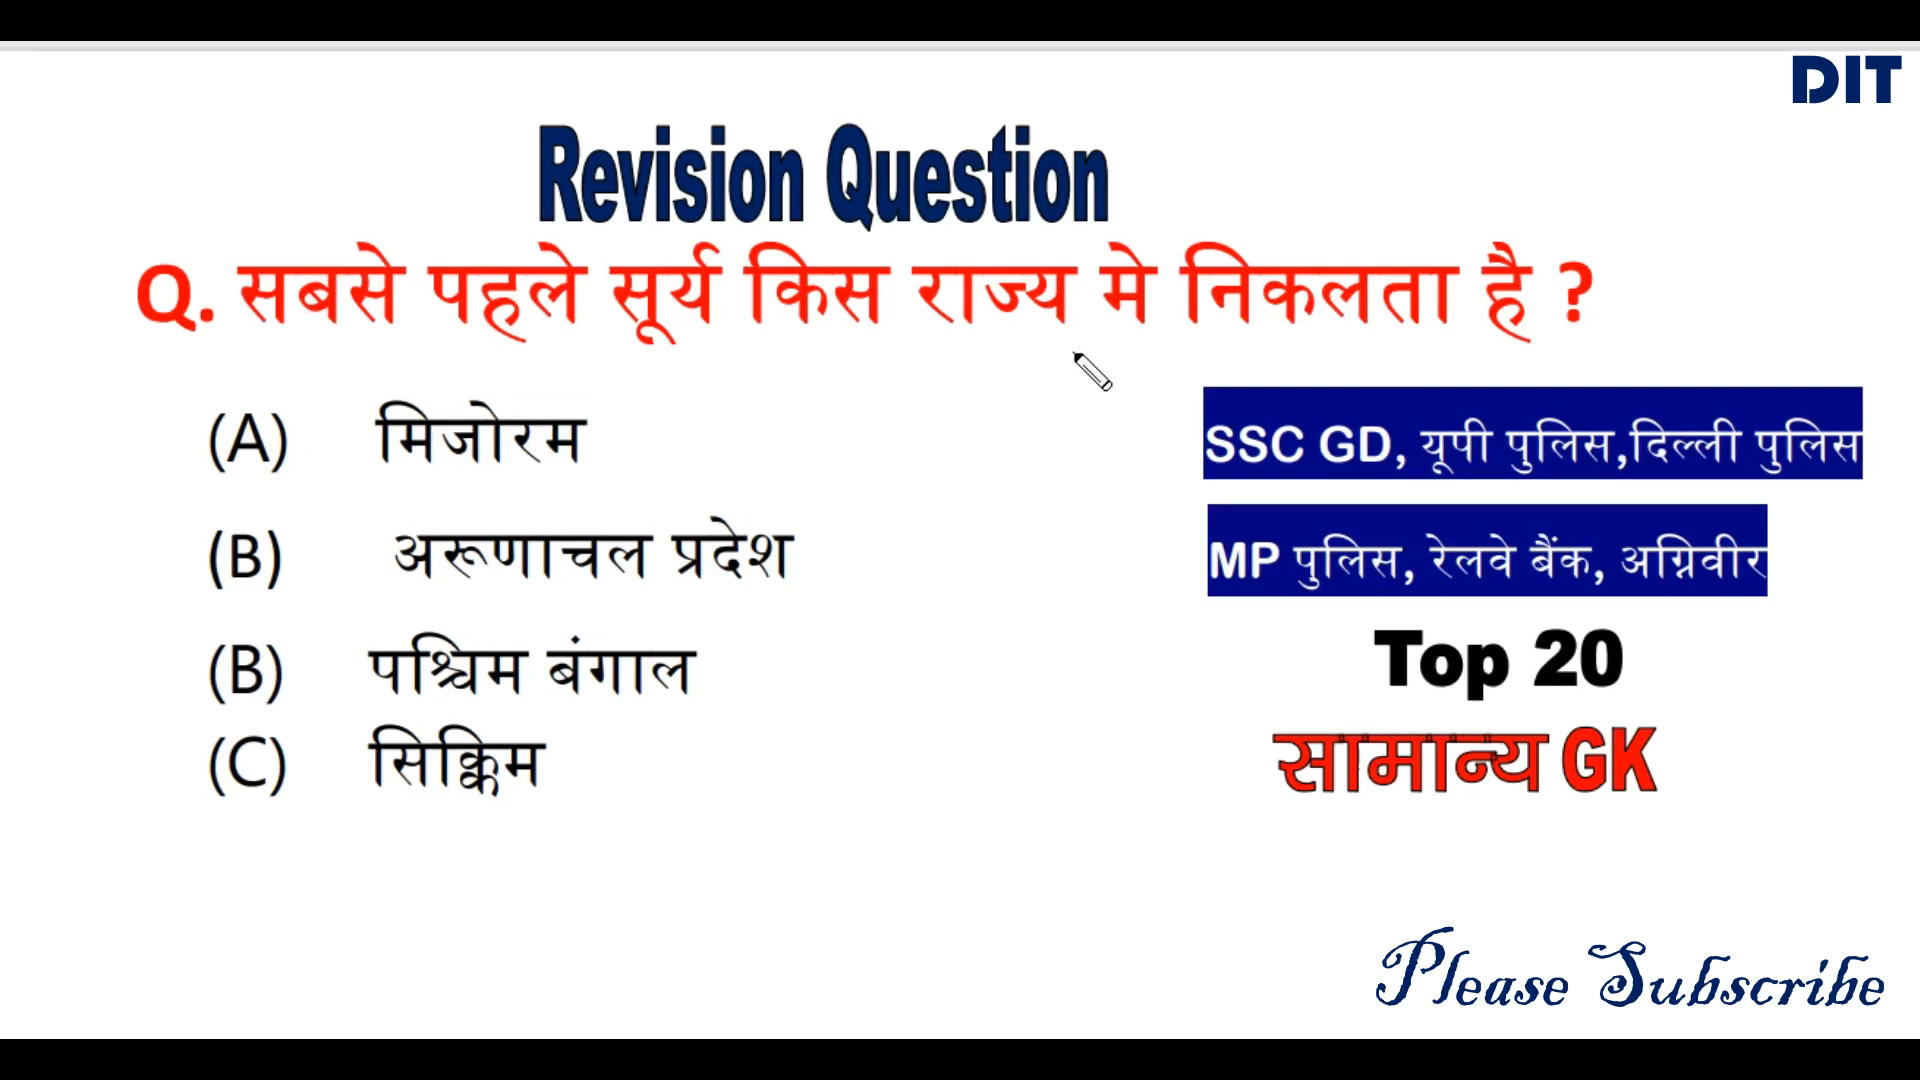 DIT
Revision Question
Q. सबसे पहले सूर्य किस राज्य मे निकलता है ?
(A) मिजोरम
SSC GD, यूपी पुलिस,दिल्ली पुलिस
(B) अरूणाचल प्रदेश
MP पुलिस, रेलवे बैंक, अग्निवीर
(B) पश्चिम बंगाल
Top 20
(C) सिक्किम
सामान्य GK
Please Subscribe